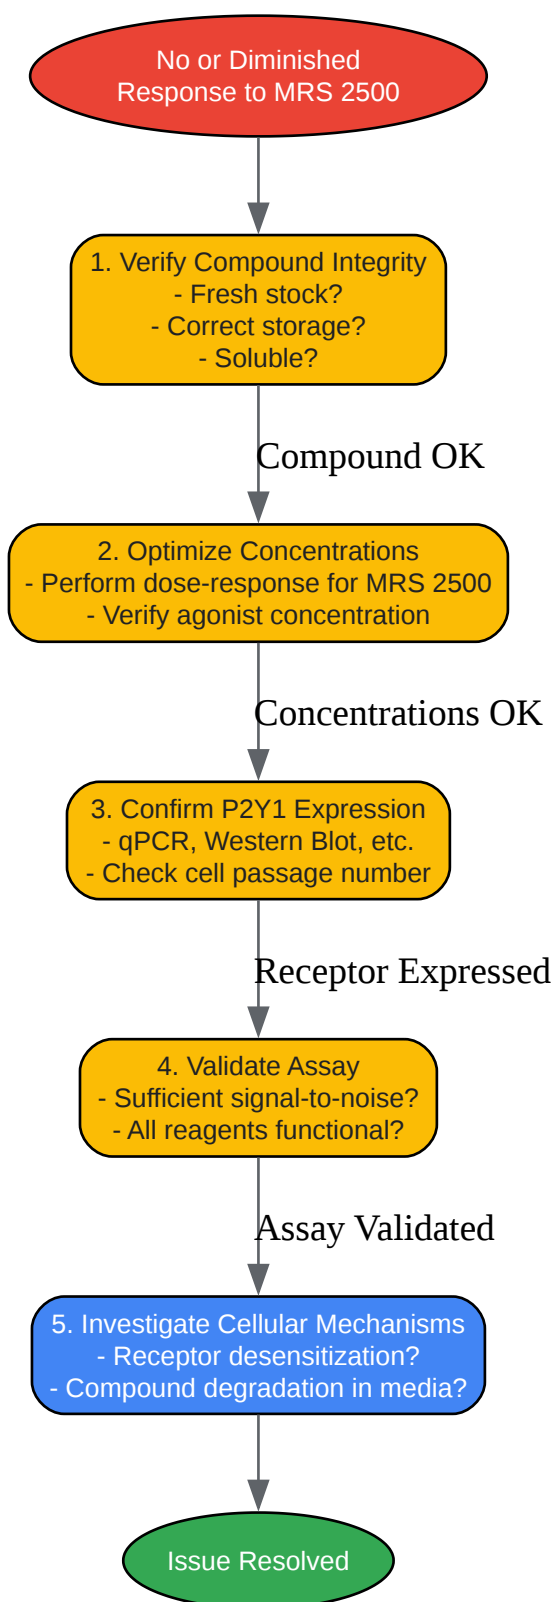 No or Diminished
Response to MRS 2500
1. Verify Compound Integrity
- Fresh stock?
- Correct storage?
- Soluble?
Compound OK
2. Optimize Concentrations
- Perform dose-response for MRS 2500
- Verify agonist concentration
Concentrations OK
3. Confirm P2Y1 Expression
- qPCR, Western Blot, etc.
- Check cell passage number
Receptor Expressed
4. Validate Assay
- Sufficient signal-to-noise?
- All reagents functional?
Assay Validated
5. Investigate Cellular Mechanisms
- Receptor desensitization?
- Compound degradation in media?
Issue Resolved